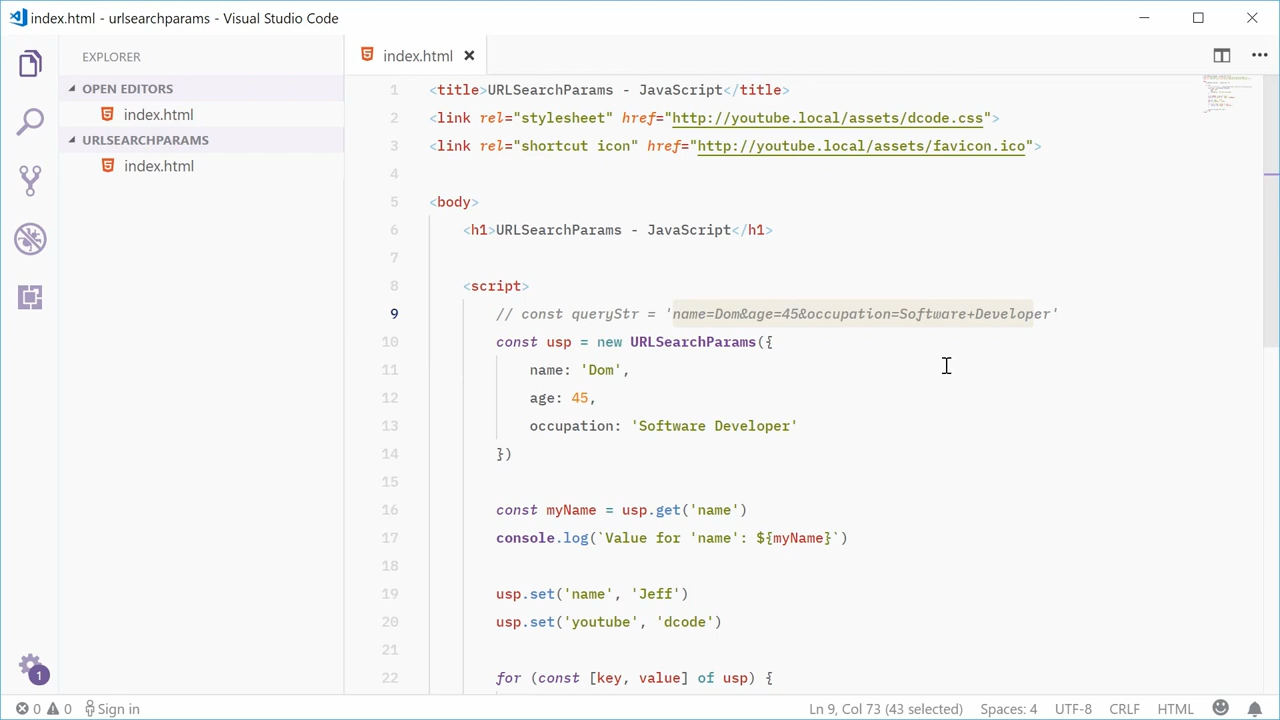 index.html - urlsearchparams - Visual Studio Code
EXPLORER
OPEN EDITORS
index.html
URLSEARCHPARAMS
index.html
1
index.html
1 <title>URLSearchParams - JavaScript</title>
2 <link rel="stylesheet" href="http://youtube.local/assets/dcode.css">
3 <link rel="shortcut icon" href="http://youtube.local/assets/favicon.ico">
4
5 <body>
6 <h1>URLSearchParams - JavaScript</h1>
7
8 <script>
9 // const queryStr = 'name=Dom&age=45&occupation=Software+Developer'
10 const usp = new URLSearchParams({
11 name: 'Dom',
12 age: 45,
13 occupation: 'Software Developer'
14 })
15
16 const myName = usp.get('name')
17 console.log(`Value for 'name': ${myName}`)
18
19 usp.set('name', 'Jeff')
20 usp.set('youtube', 'dcode')
21
22 for (const [key, value] of usp) {
0 0 Sign in Ln 9, Col 73 (43 selected) Spaces: 4 UTF-8 CRLF HTML